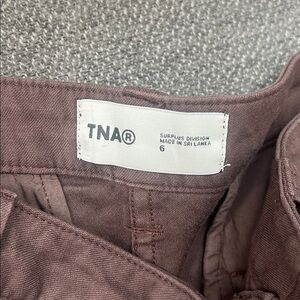 TNA®
SURPLUS DIVISION
MADE IN SRI LANKA
6